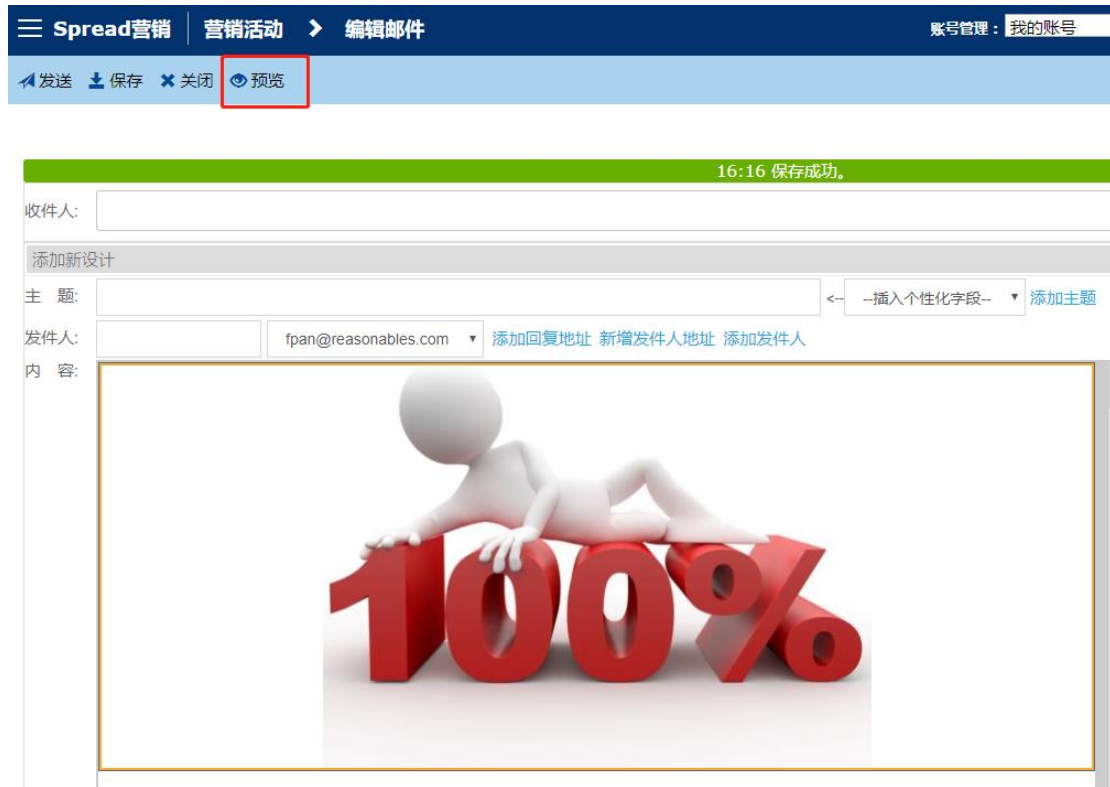 Spread营销 营销活动 编辑邮件 账号管理：我的账号
发送 保存 关闭 预览
16:16 保存成功。
收件人:
添加新设计
主 题: <-- --插入个性化字段-- 添加主题
发件人: fpan@reasonables.com 添加回复地址 新增发件人地址 添加发件人
内 容:
100%